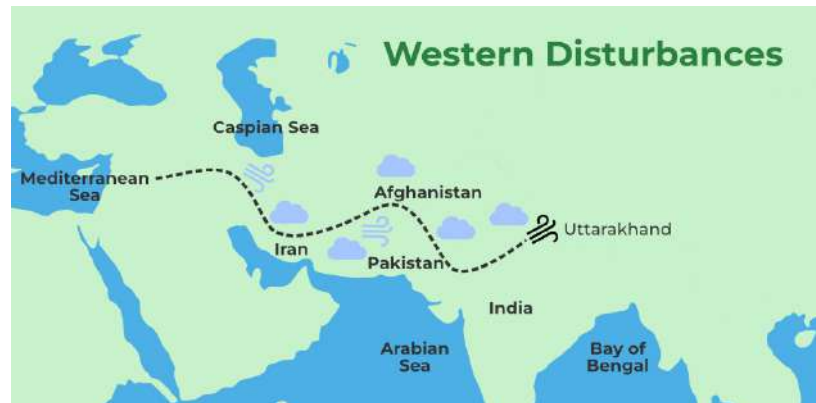 Western Disturbances
Caspian Sea
Mediterranean
Sea
Afghanistan
Uttarakhand
Iran
Pakistan
India
Arabian
Sea
Bay of
Bengal